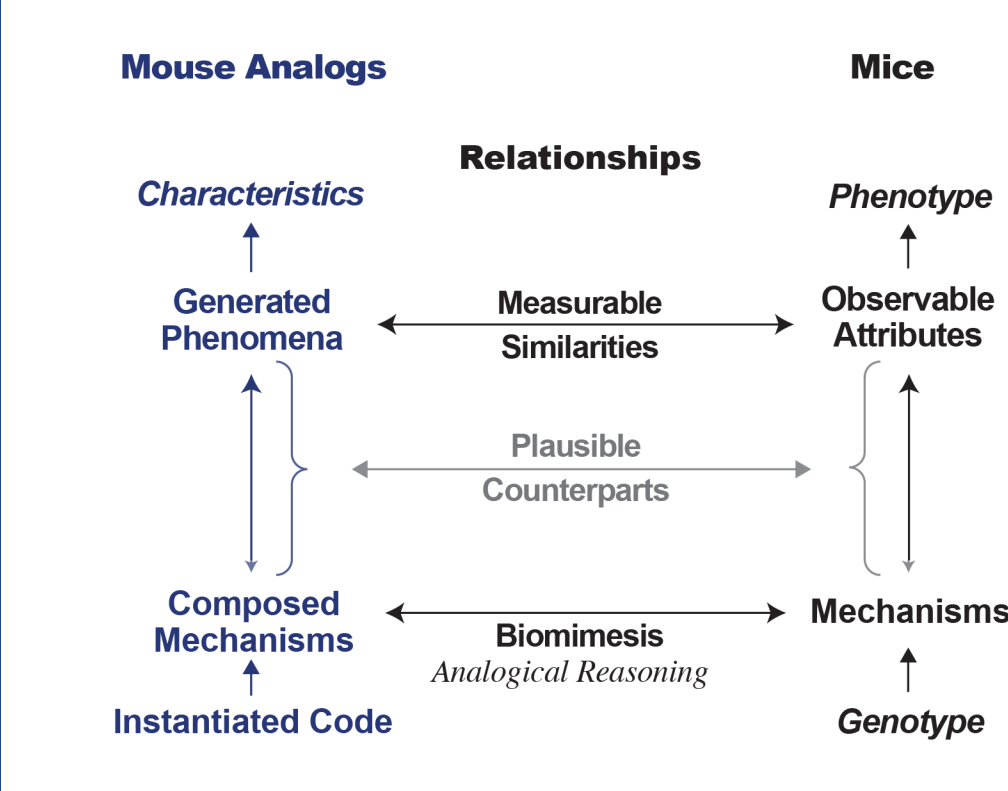 Mouse Analogs
Mice
Relationships
Characteristics
Phenotype
Generated
Phenomena
Measurable
Similarities
Observable
Attributes
Plausible
Counterparts
Composed
Mechanisms
Biomimesis
Analogical Reasoning
Mechanisms
Instantiated Code
Genotype